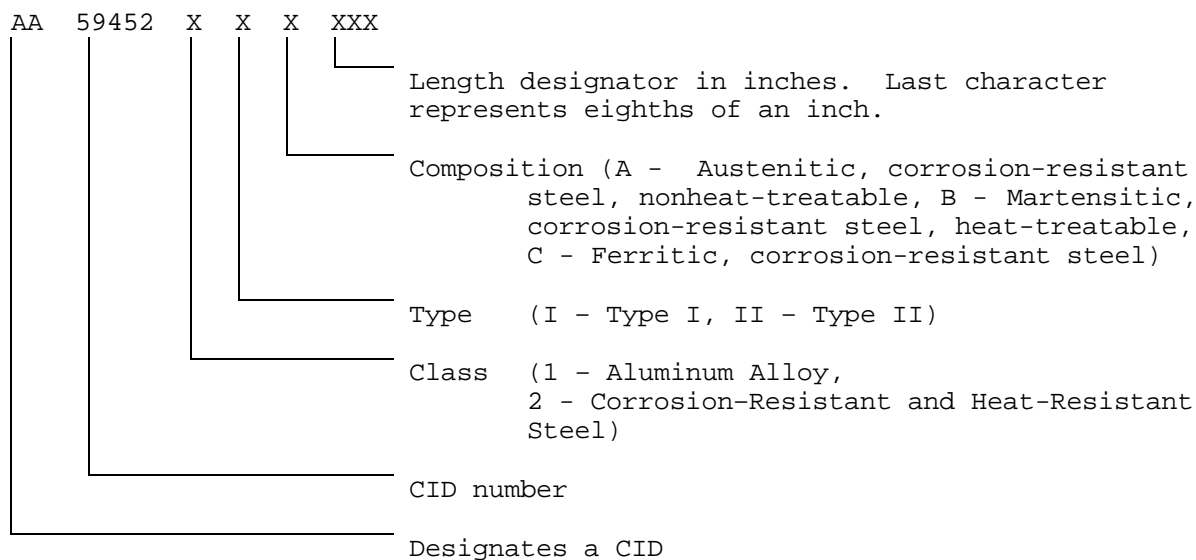 AA 59452 X X X XXX
Length designator in inches. Last character
represents eighths of an inch.
Composition (A - Austenitic, corrosion-resistant
steel, nonheat-treatable, B - Martensitic,
corrosion-resistant steel, heat-treatable,
C - Ferritic, corrosion-resistant steel)
Type (I – Type I, II – Type II)
Class (1 – Aluminum Alloy,
2 - Corrosion-Resistant and Heat-Resistant
Steel)
CID number
Designates a CID